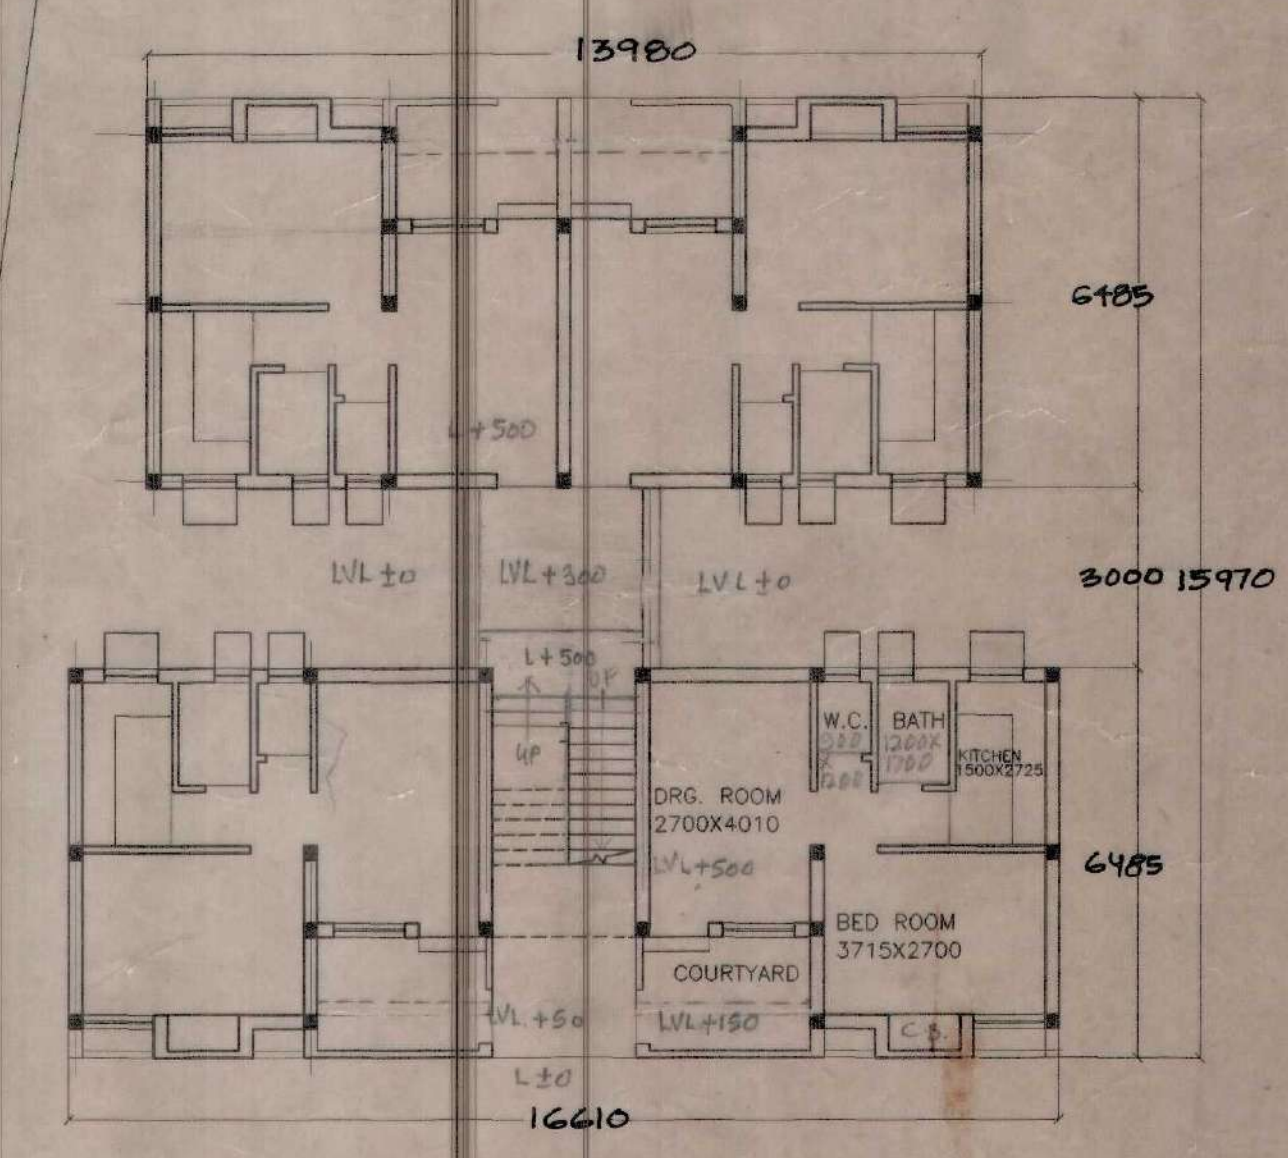 13980
6485
L+500
LVL ±0
LVL +300
LVL ±0
3000
15970
L+500
UP
UP
W.C.
900
X
1200
BATH
1200X
1700
KITCHEN
1500X2725
DRG. ROOM
2700X4010
LVL+500
6485
BED ROOM
3715X2700
COURTYARD
LVL +50
LVL+150
C.B.
L±0
16610